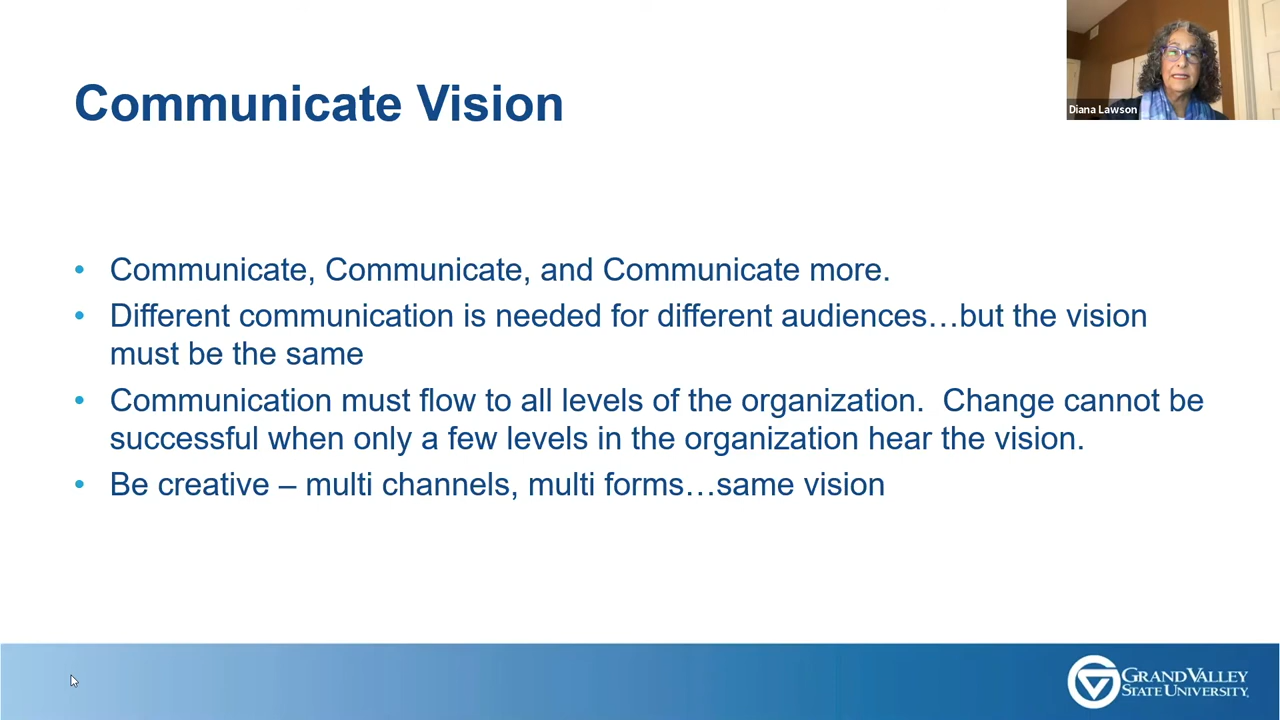 Communicate Vision
Diana Lawson
• Communicate, Communicate, and Communicate more.
• Different communication is needed for different audiences…but the vision
must be the same
• Communication must flow to all levels of the organization.  Change cannot be
successful when only a few levels in the organization hear the vision.
• Be creative – multi channels, multi forms…same vision
GRAND VALLEY
STATE UNIVERSITY.